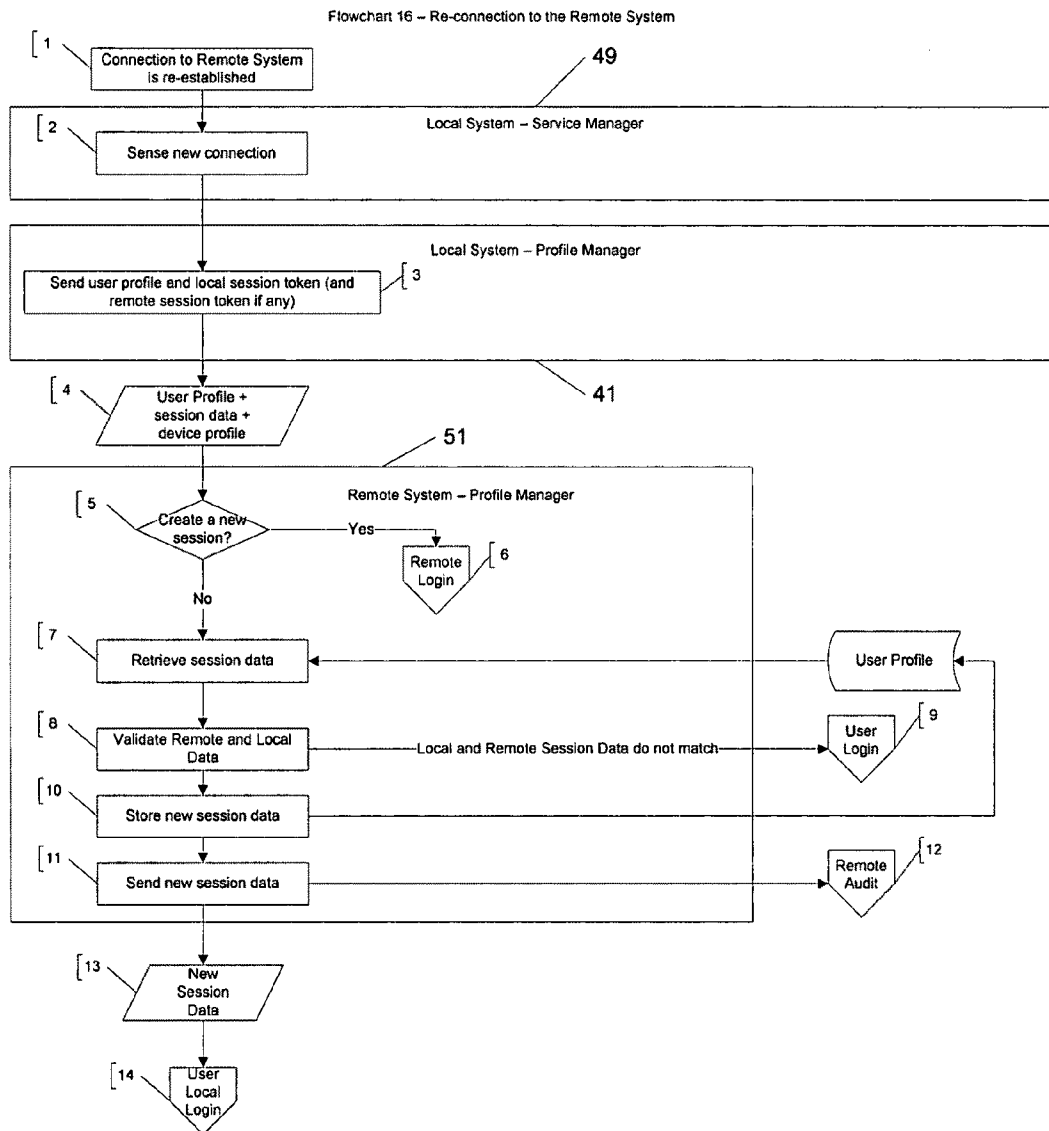 Flowchart 16 – Re-connection to the Remote System
[ 1
Connection to Remote System
is re-established
49
Local System – Service Manager
[ 2
Sense new connection
Local System – Profile Manager
[ 3
Send user profile and local session token (and
remote session token if any)
41
[ 4
User Profile +
session data +
device profile
51
Remote System – Profile Manager
[ 5
Create a new
session?
Yes
Remote
Login
[ 6
No
[ 7
Retrieve session data
User Profile
[ 8
Validate Remote and Local
Data
Local and Remote Session Data do not match
User
Login
[ 9
[ 10
Store new session data
[ 11
Send new session data
Remote
Audit
[ 12
[ 13
New
Session
Data
[ 14
User
Local
Login